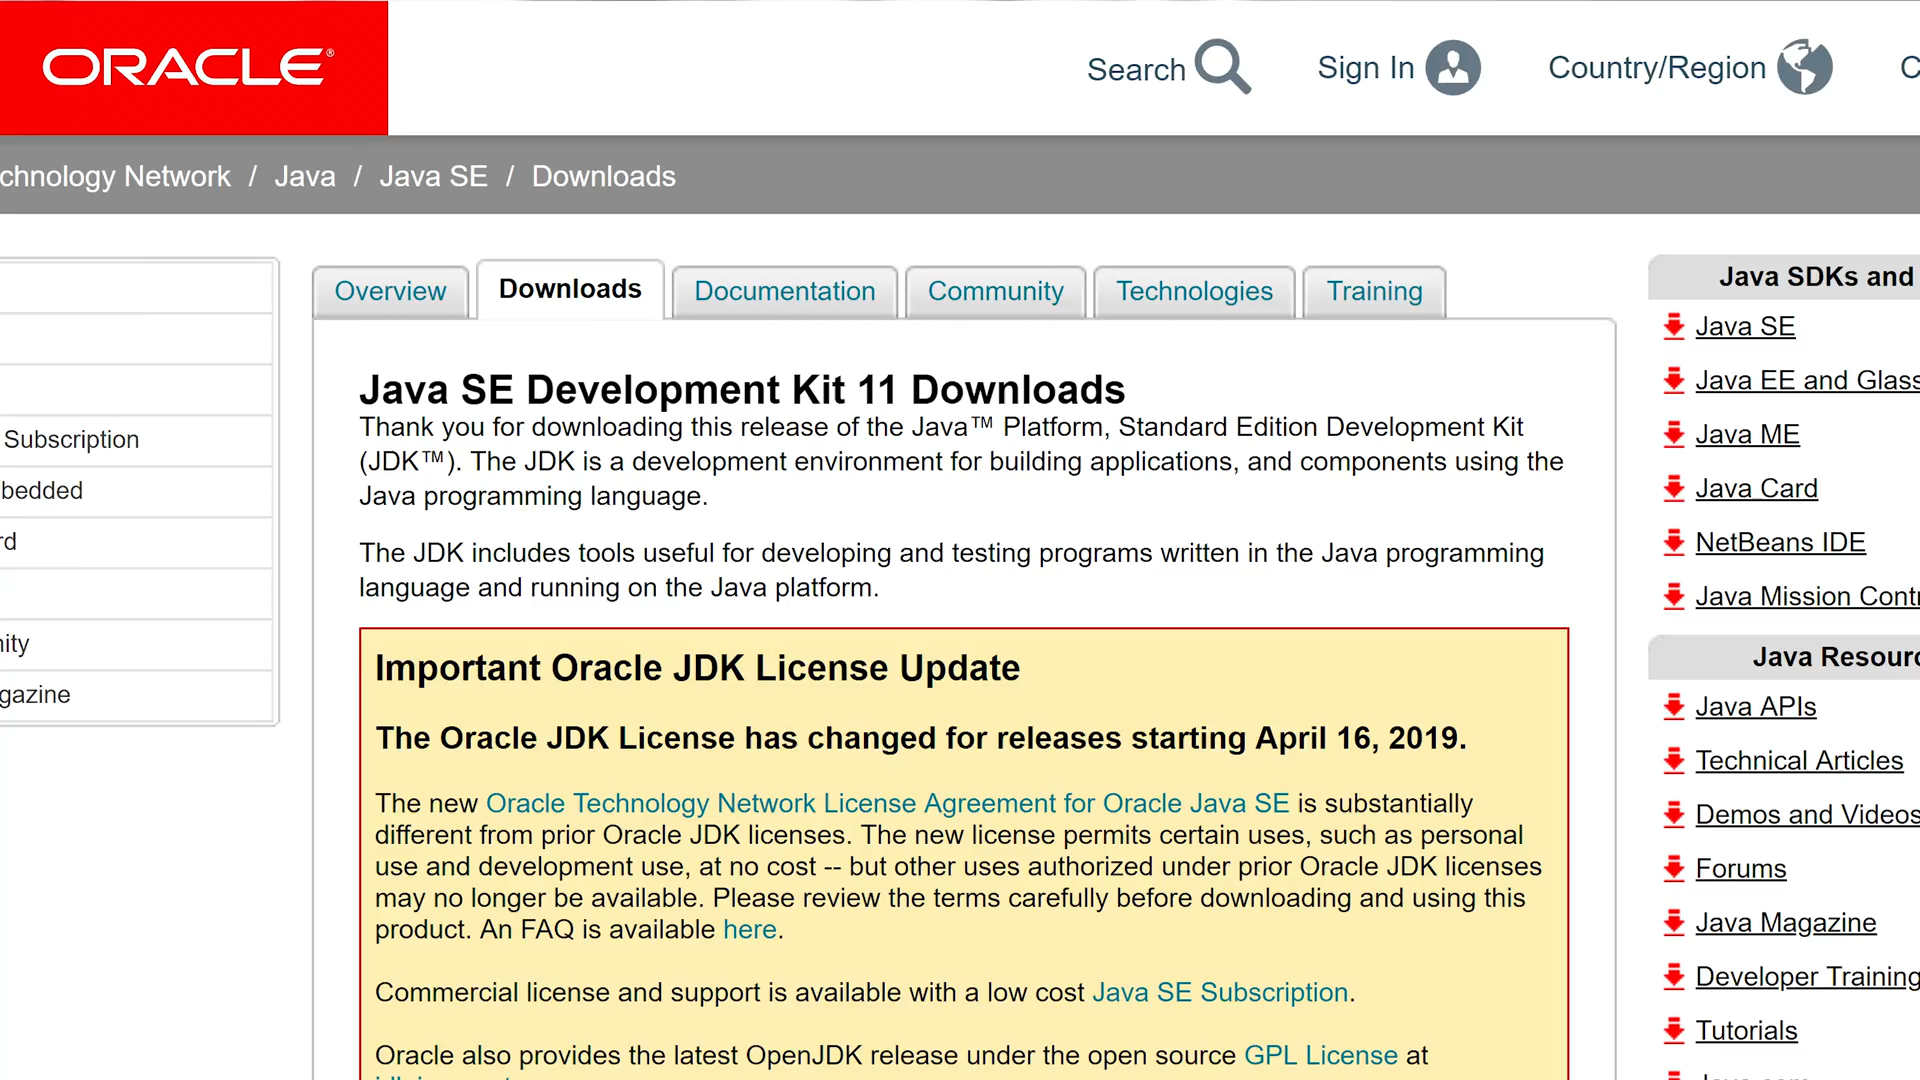 ORACLE®
Search
Sign In
Country/Region
C
chnology Network / Java / Java SE / Downloads
Subscription
bedded
rd
nity
gazine
Overview
Downloads
Documentation
Community
Technologies
Training
Java SE Development Kit 11 Downloads
Thank you for downloading this release of the Java™ Platform, Standard Edition Development Kit
(JDK™). The JDK is a development environment for building applications, and components using the
Java programming language.
The JDK includes tools useful for developing and testing programs written in the Java programming
language and running on the Java platform.
Important Oracle JDK License Update
The Oracle JDK License has changed for releases starting April 16, 2019.
The new Oracle Technology Network License Agreement for Oracle Java SE is substantially
different from prior Oracle JDK licenses. The new license permits certain uses, such as personal
use and development use, at no cost -- but other uses authorized under prior Oracle JDK licenses
may no longer be available. Please review the terms carefully before downloading and using this
product. An FAQ is available here.
Commercial license and support is available with a low cost Java SE Subscription.
Oracle also provides the latest OpenJDK release under the open source GPL License at
Java SDKs and
Java SE
Java EE and Glass
Java ME
Java Card
NetBeans IDE
Java Mission Contr
Java Resourc
Java APIs
Technical Articles
Demos and Videos
Forums
Java Magazine
Developer Training
Tutorials